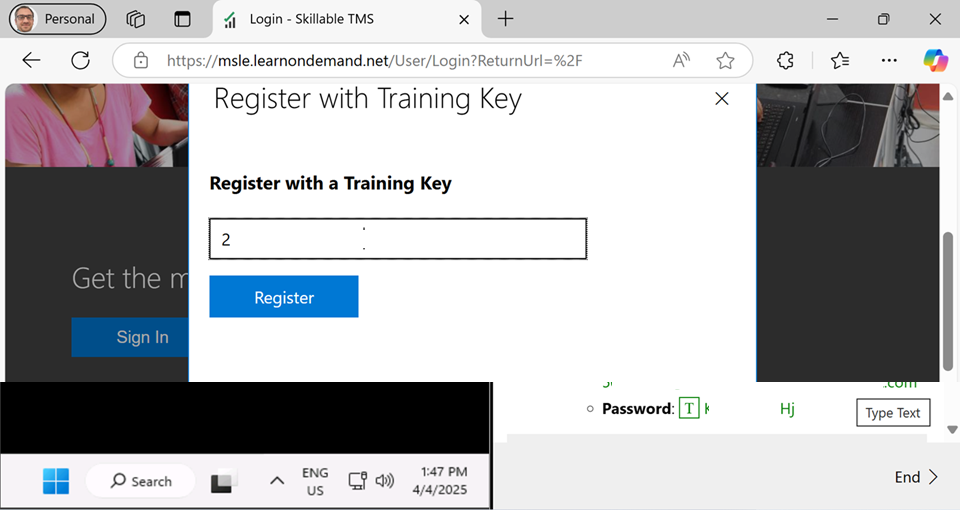 Personal
Login - Skillable TMS
https://msle.learnondemand.net/User/Login?ReturnUrl=%2F
Register with Training Key
Register with a Training Key
2
Register
Get the m
Sign In
.com
Password: T
Hj
Type Text
Search
ENG
US
1:47 PM
4/4/2025
End